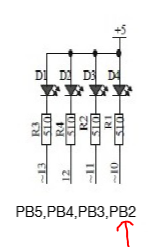 +5
D1 D2 D3 D4
R3 R4 R2 R1
510 510 510 510
~13 12 ~11 ~10
PB5,PB4,PB3,PB2